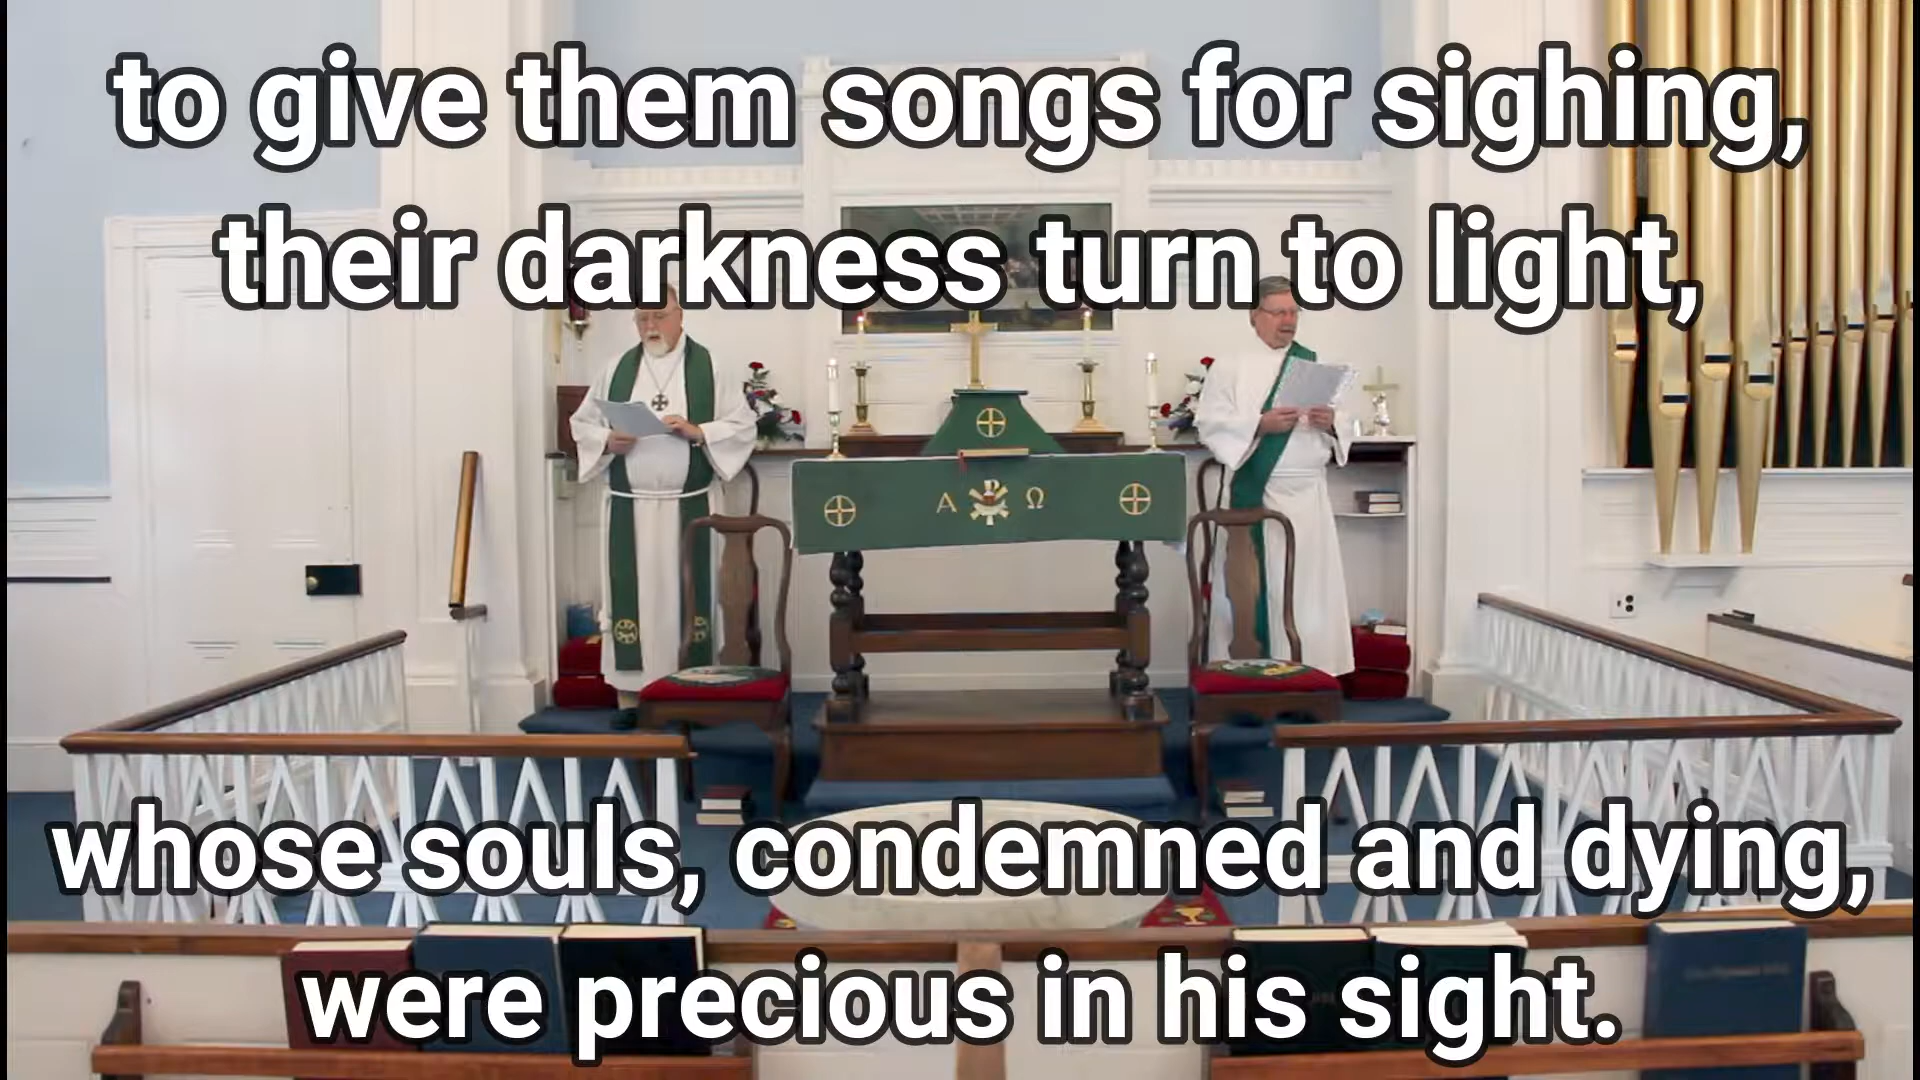 to give them songs for sighing,
their darkness turn to light,
Α Ω
whose souls, condemned and dying,
were precious in his sight.